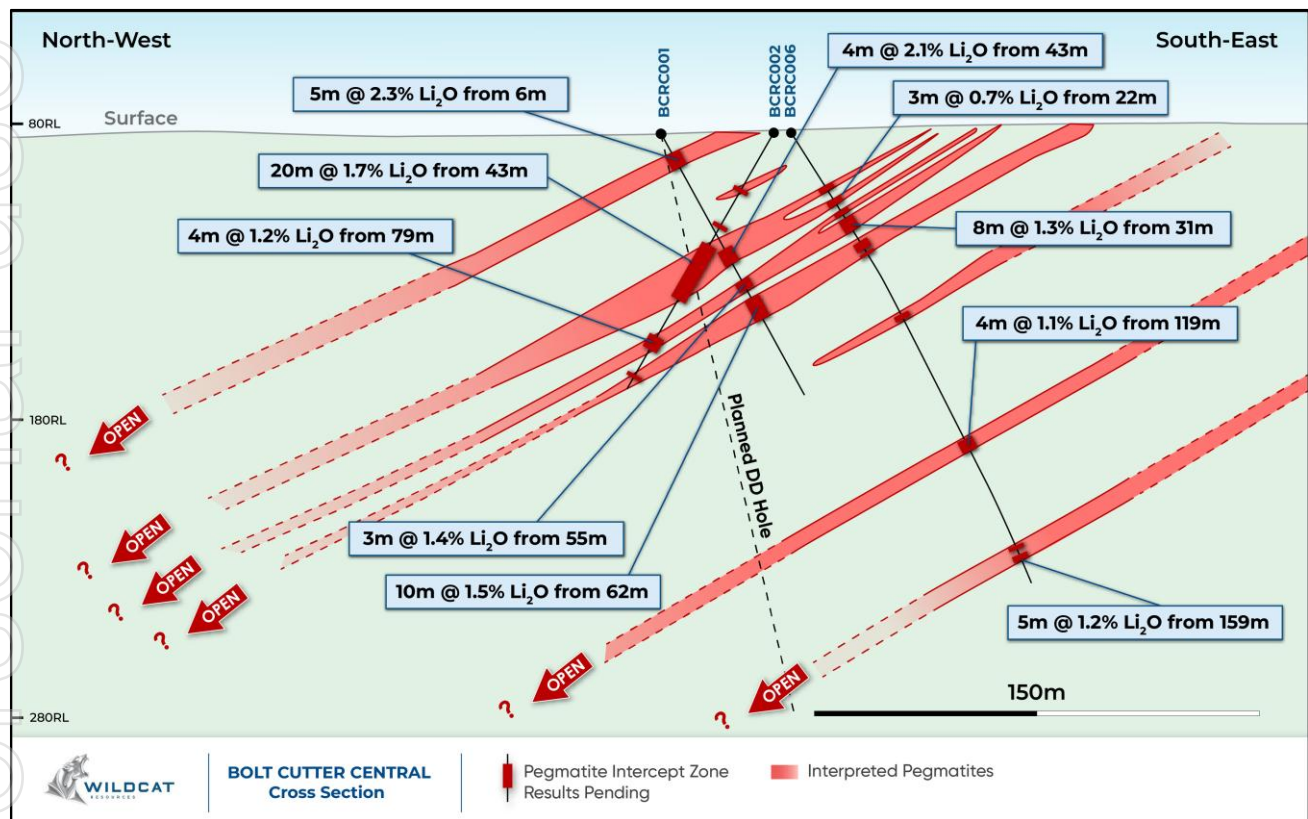 North-West
South-East
BCRC001
BCRC002
BCRC006
4m @ 2.1% Li₂O from 43m
5m @ 2.3% Li₂O from 6m
3m @ 0.7% Li₂O from 22m
80RL
Surface
20m @ 1.7% Li₂O from 43m
4m @ 1.2% Li₂O from 79m
8m @ 1.3% Li₂O from 31m
4m @ 1.1% Li₂O from 119m
180RL
OPEN
?
Planned DD Hole
OPEN
?
3m @ 1.4% Li₂O from 55m
OPEN
?
OPEN
?
10m @ 1.5% Li₂O from 62m
5m @ 1.2% Li₂O from 159m
OPEN
?
OPEN
?
150m
280RL
WILDCAT
RESOURCES
BOLT CUTTER CENTRAL
Cross Section
Pegmatite Intercept Zone
Results Pending
Interpreted Pegmatites